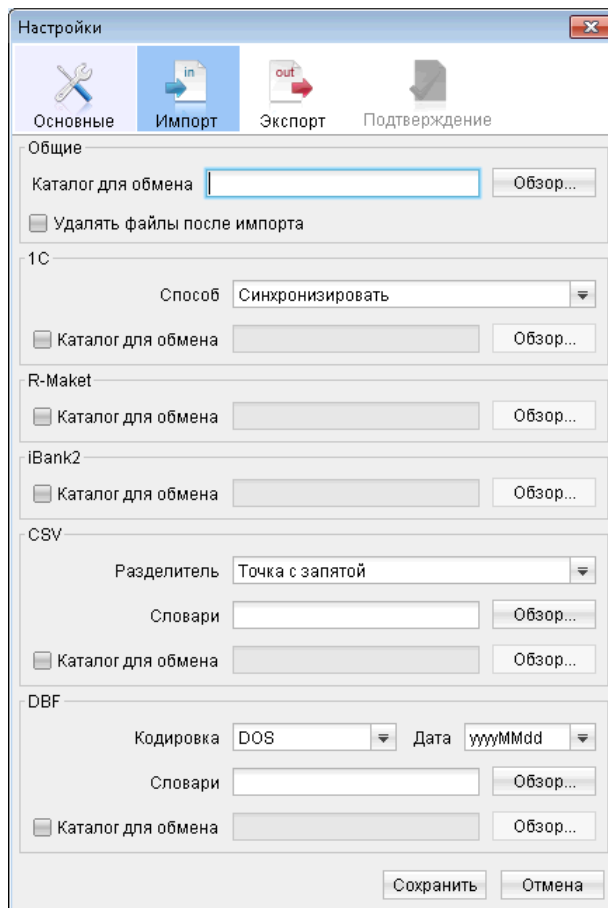 Настройки
in out
Основные Импорт Экспорт Подтверждение
Общие
Каталог для обмена Обзор...
Удалять файлы после импорта
1С
Способ Синхронизировать
Каталог для обмена Обзор...
R-Maket
Каталог для обмена Обзор...
iBank2
Каталог для обмена Обзор...
CSV
Разделитель Точка с запятой
Словари Обзор...
Каталог для обмена Обзор...
DBF
Кодировка DOS Дата yyyyMMdd
Словари Обзор...
Каталог для обмена Обзор...
Сохранить Отмена